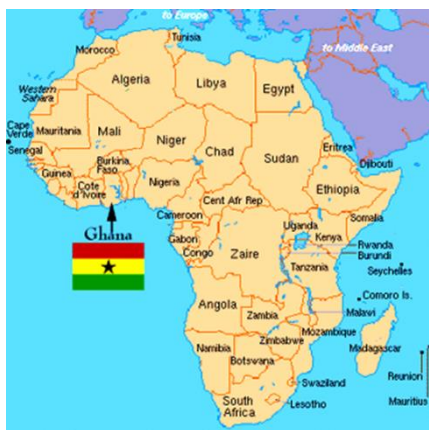 to Europe
to Middle East
Tunisia
Morocco
Algeria
Libya
Egypt
Western
Sahara
Cape
Verde
Mauritania
Mali
Niger
Chad
Sudan
Eritrea
Djibouti
Senegal
Guinea
Burkina
Faso
Cote
d'Ivoire
Nigeria
Ethiopia
Cent Afr Rep
Somalia
Cameroon
Ghana
Gabon
Congo
Zaire
Uganda
Kenya
Rwanda
Burundi
Tanzania
Seychelles
Comoro Is.
Angola
Zambia
Malawi
Mozambique
Zimbabwe
Madagascar
Namibia
Botswana
Reunion
Mauritius
Swaziland
South
Africa
Lesotho